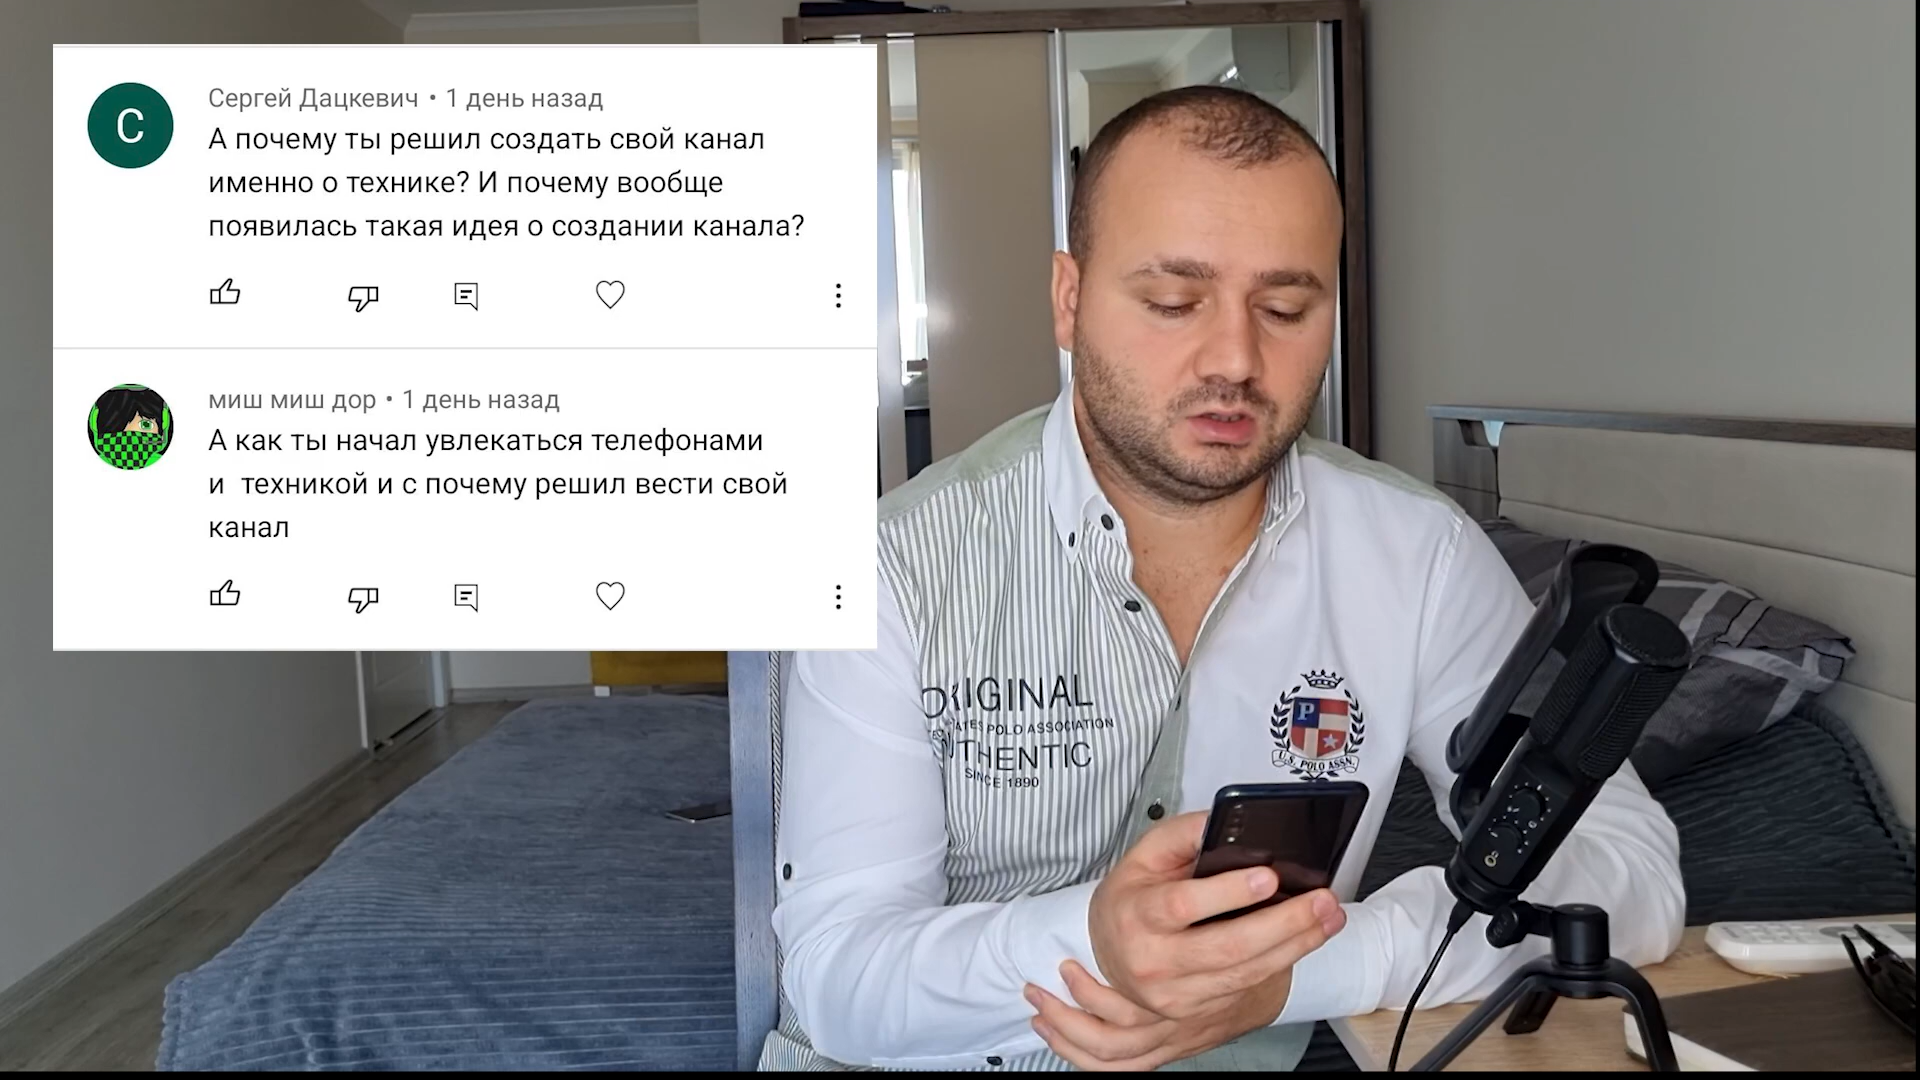 С
Сергей Дацкевич • 1 день назад
А почему ты решил создать свой канал
именно о технике? И почему вообще
появилась такая идея о создании канала?
миш миш дор • 1 день назад
А как ты начал увлекаться телефонами
и  техникой и с почему решил вести свой
канал
ORIGINAL
POLO ASSOCIATION
SINCE 1890
P
U.S. POLO ASSN.